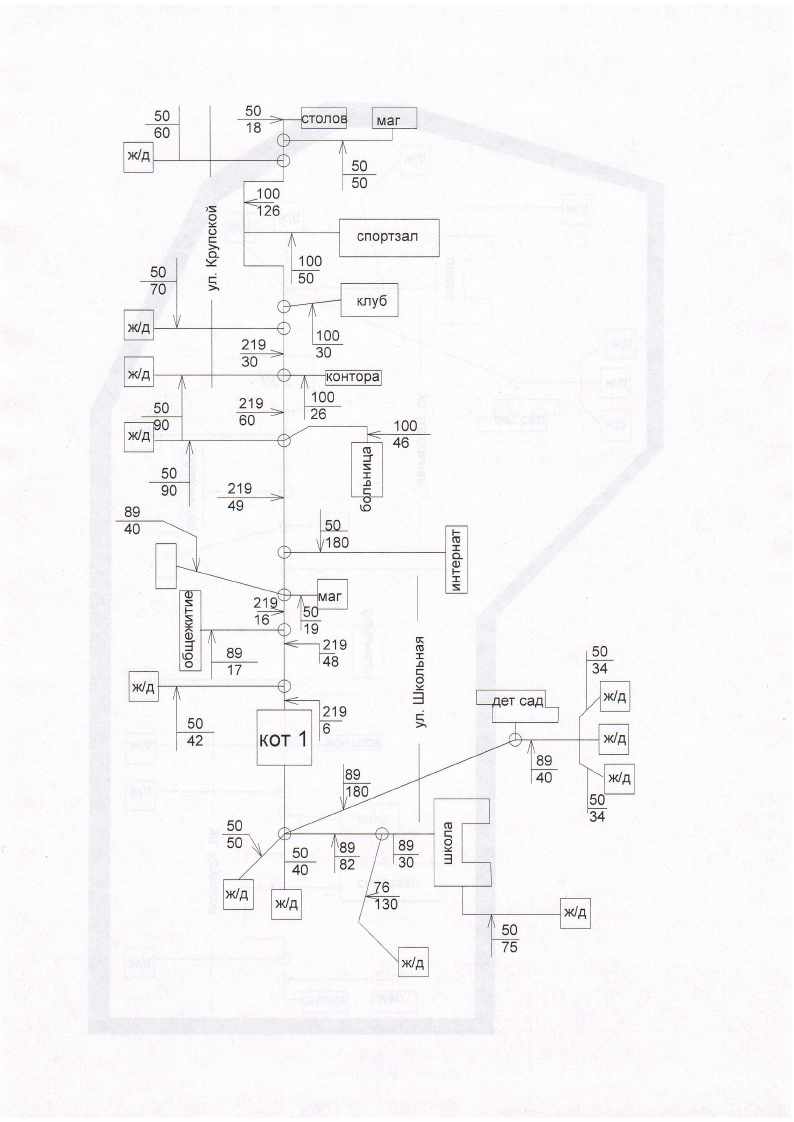 50
60
50
18
столов
маг
ж/д
50
50
100
126
ул. Крупской
спортзал
100
50
50
70
клуб
ж/д
100
30
219
30
ж/д
контора
100
26
219
60
50
90
ж/д
100
46
больница
50
90
219
49
89
40
50
180
интернат
маг
219
16
50
19
общежитие
219
48
89
17
ул. Школьная
ж/д
50
42
219
6
кот 1
50
34
дет сад
ж/д
ж/д
89
40
ж/д
50
34
89
180
50
50
50
40
89
82
89
30
школа
76
130
ж/д
ж/д
ж/д
50
75
ж/д